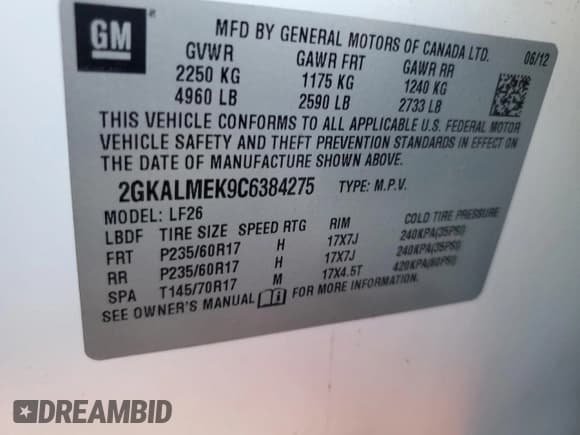 GM
MFD BY GENERAL MOTORS OF CANADA LTD. 06/12
GVWR GAWR FRT GAWR RR
2250 KG 1175 KG 1240 KG
4960 LB 2590 LB 2733 LB
THIS VEHICLE CONFORMS TO ALL APPLICABLE U.S. FEDERAL MOTOR
VEHICLE SAFETY AND THEFT PREVENTION STANDARDS IN EFFECT ON
THE DATE OF MANUFACTURE SHOWN ABOVE.
2GKALMEK9C6384275 TYPE: M.P.V.
MODEL: LF26
LBDF TIRE SIZE SPEED RTG RIM COLD TIRE PRESSURE
FRT P235/60R17 H 17X7J 240KPA(35PSI)
RR P235/60R17 H 17X7J 240KPA(35PSI)
SPA T145/70R17 M 17X4.5T 420KPA(60PSI)
SEE OWNER'S MANUAL FOR MORE INFORMATION
DREAMBID